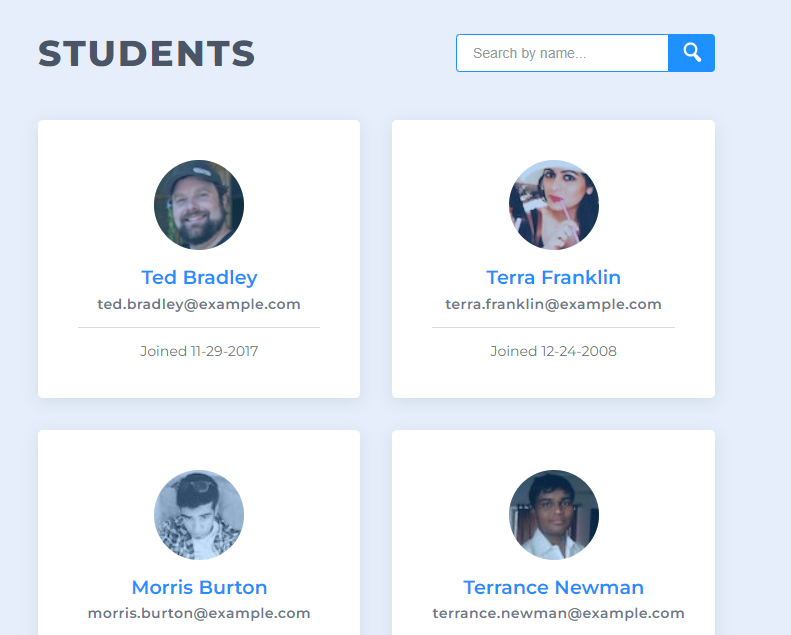 STUDENTS
Search by name...
Ted Bradley
ted.bradley@example.com
Joined 11-29-2017
Terra Franklin
terra.franklin@example.com
Joined 12-24-2008
Morris Burton
morris.burton@example.com
Terrance Newman
terrance.newman@example.com